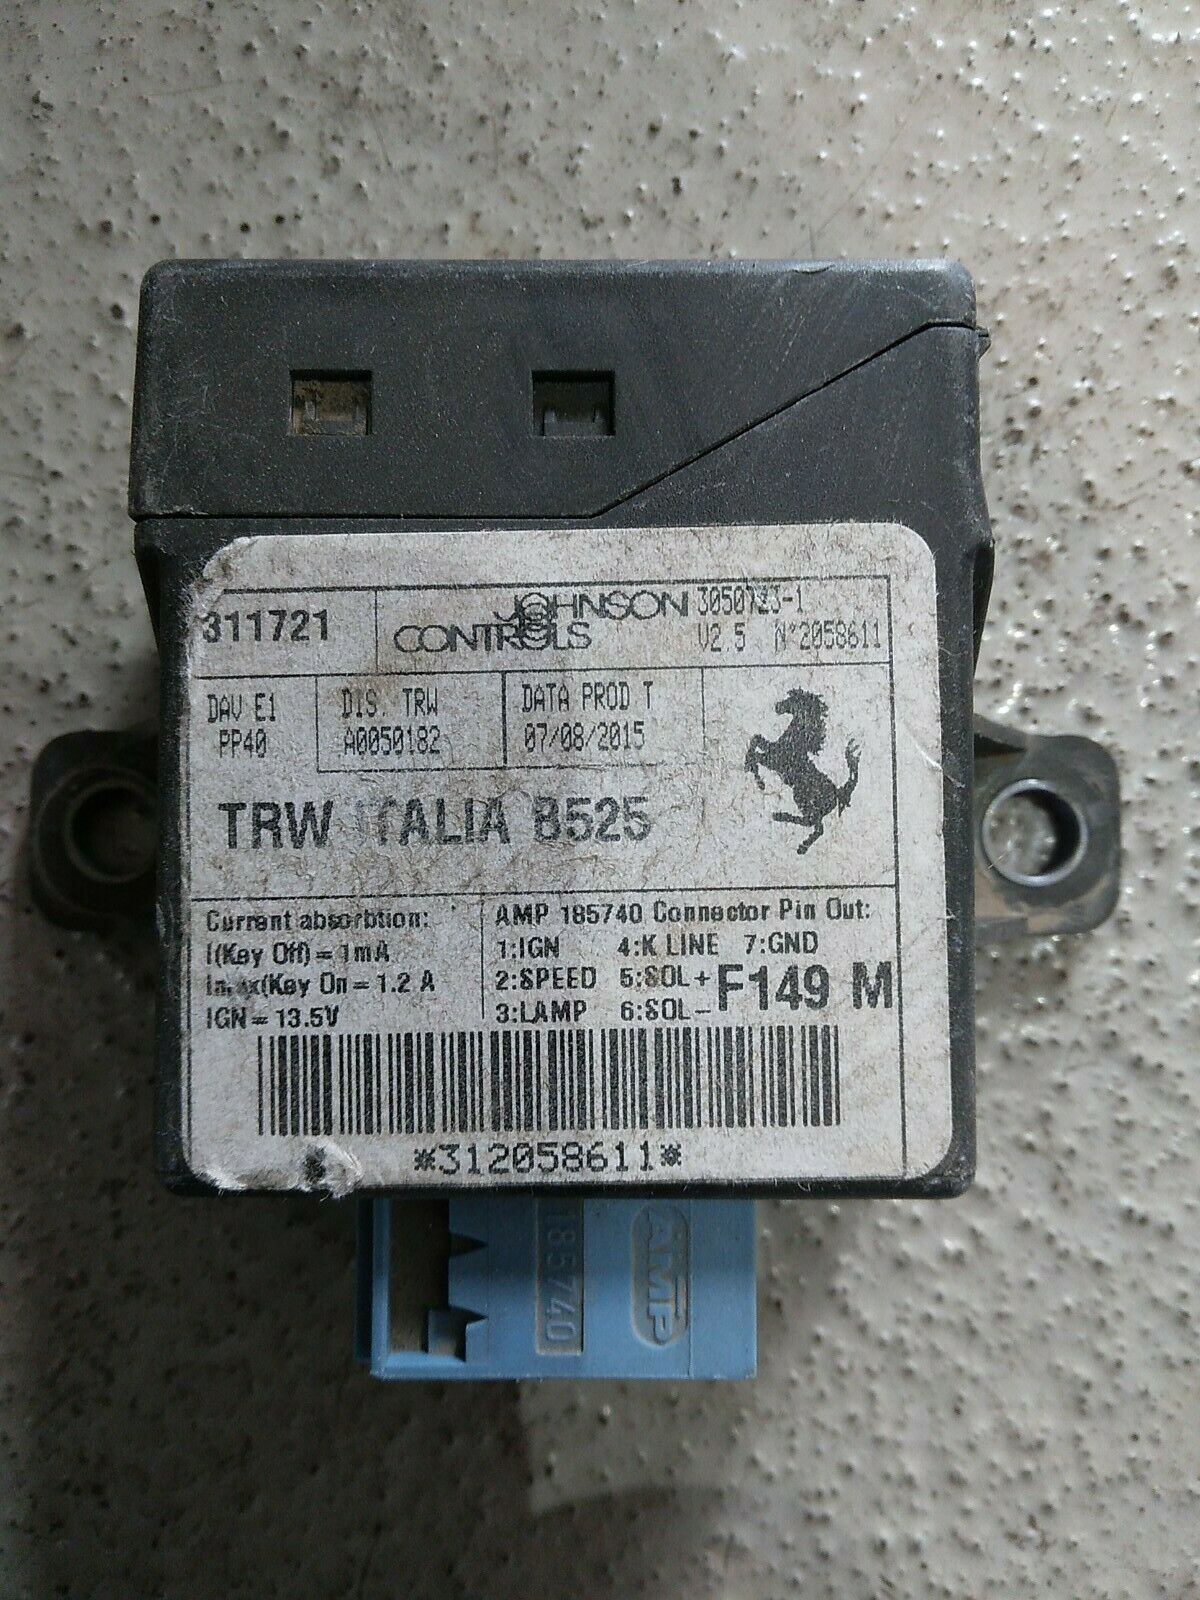 311721
JOHNSON CONTROLS
3050723-1
V2.5 N°2058611
DAV E1
PP40
DIS. TRW
A0050182
DATA PROD T
07/08/2015
TRW ITALIA B525
Current absorbtion:
I(Key Off) = 1mA
Imax(Key On = 1.2 A
IGN = 13.5V
AMP 185740 Connector Pin Out:
1:IGN 4:K LINE 7:GND
2:SPEED 5:SOL+
3:LAMP 6:SOL-
F149 M
*312058611*
185740
AMP